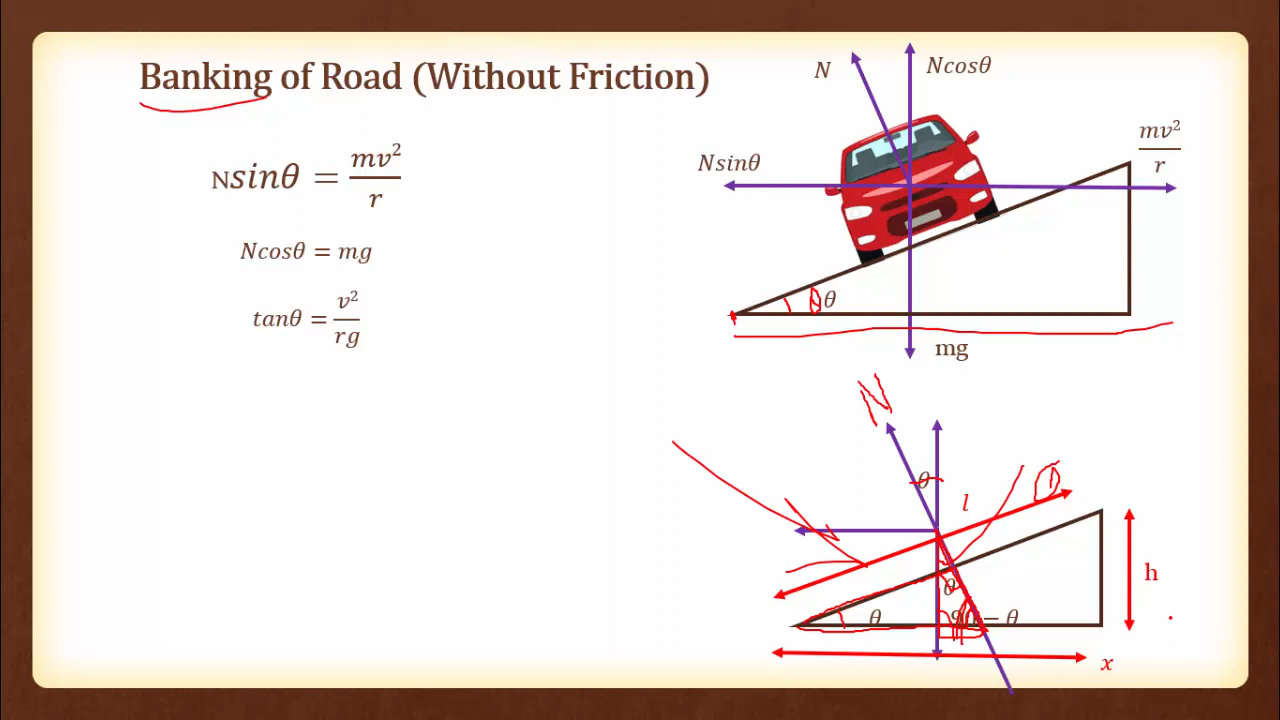 Banking of Road (Without Friction)
Nsinθ = mv²/r
Ncosθ = mg
tanθ = v²/rg
N
Ncosθ
Nsinθ
mv²/r
θ
mg
N
θ
l
h
θ
θ
90 − θ
x